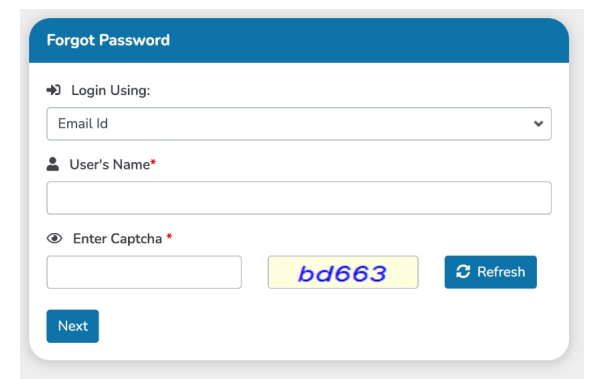 Forgot Password
Login Using:
Email Id
User's Name*
Enter Captcha *
bd663
Refresh
Next